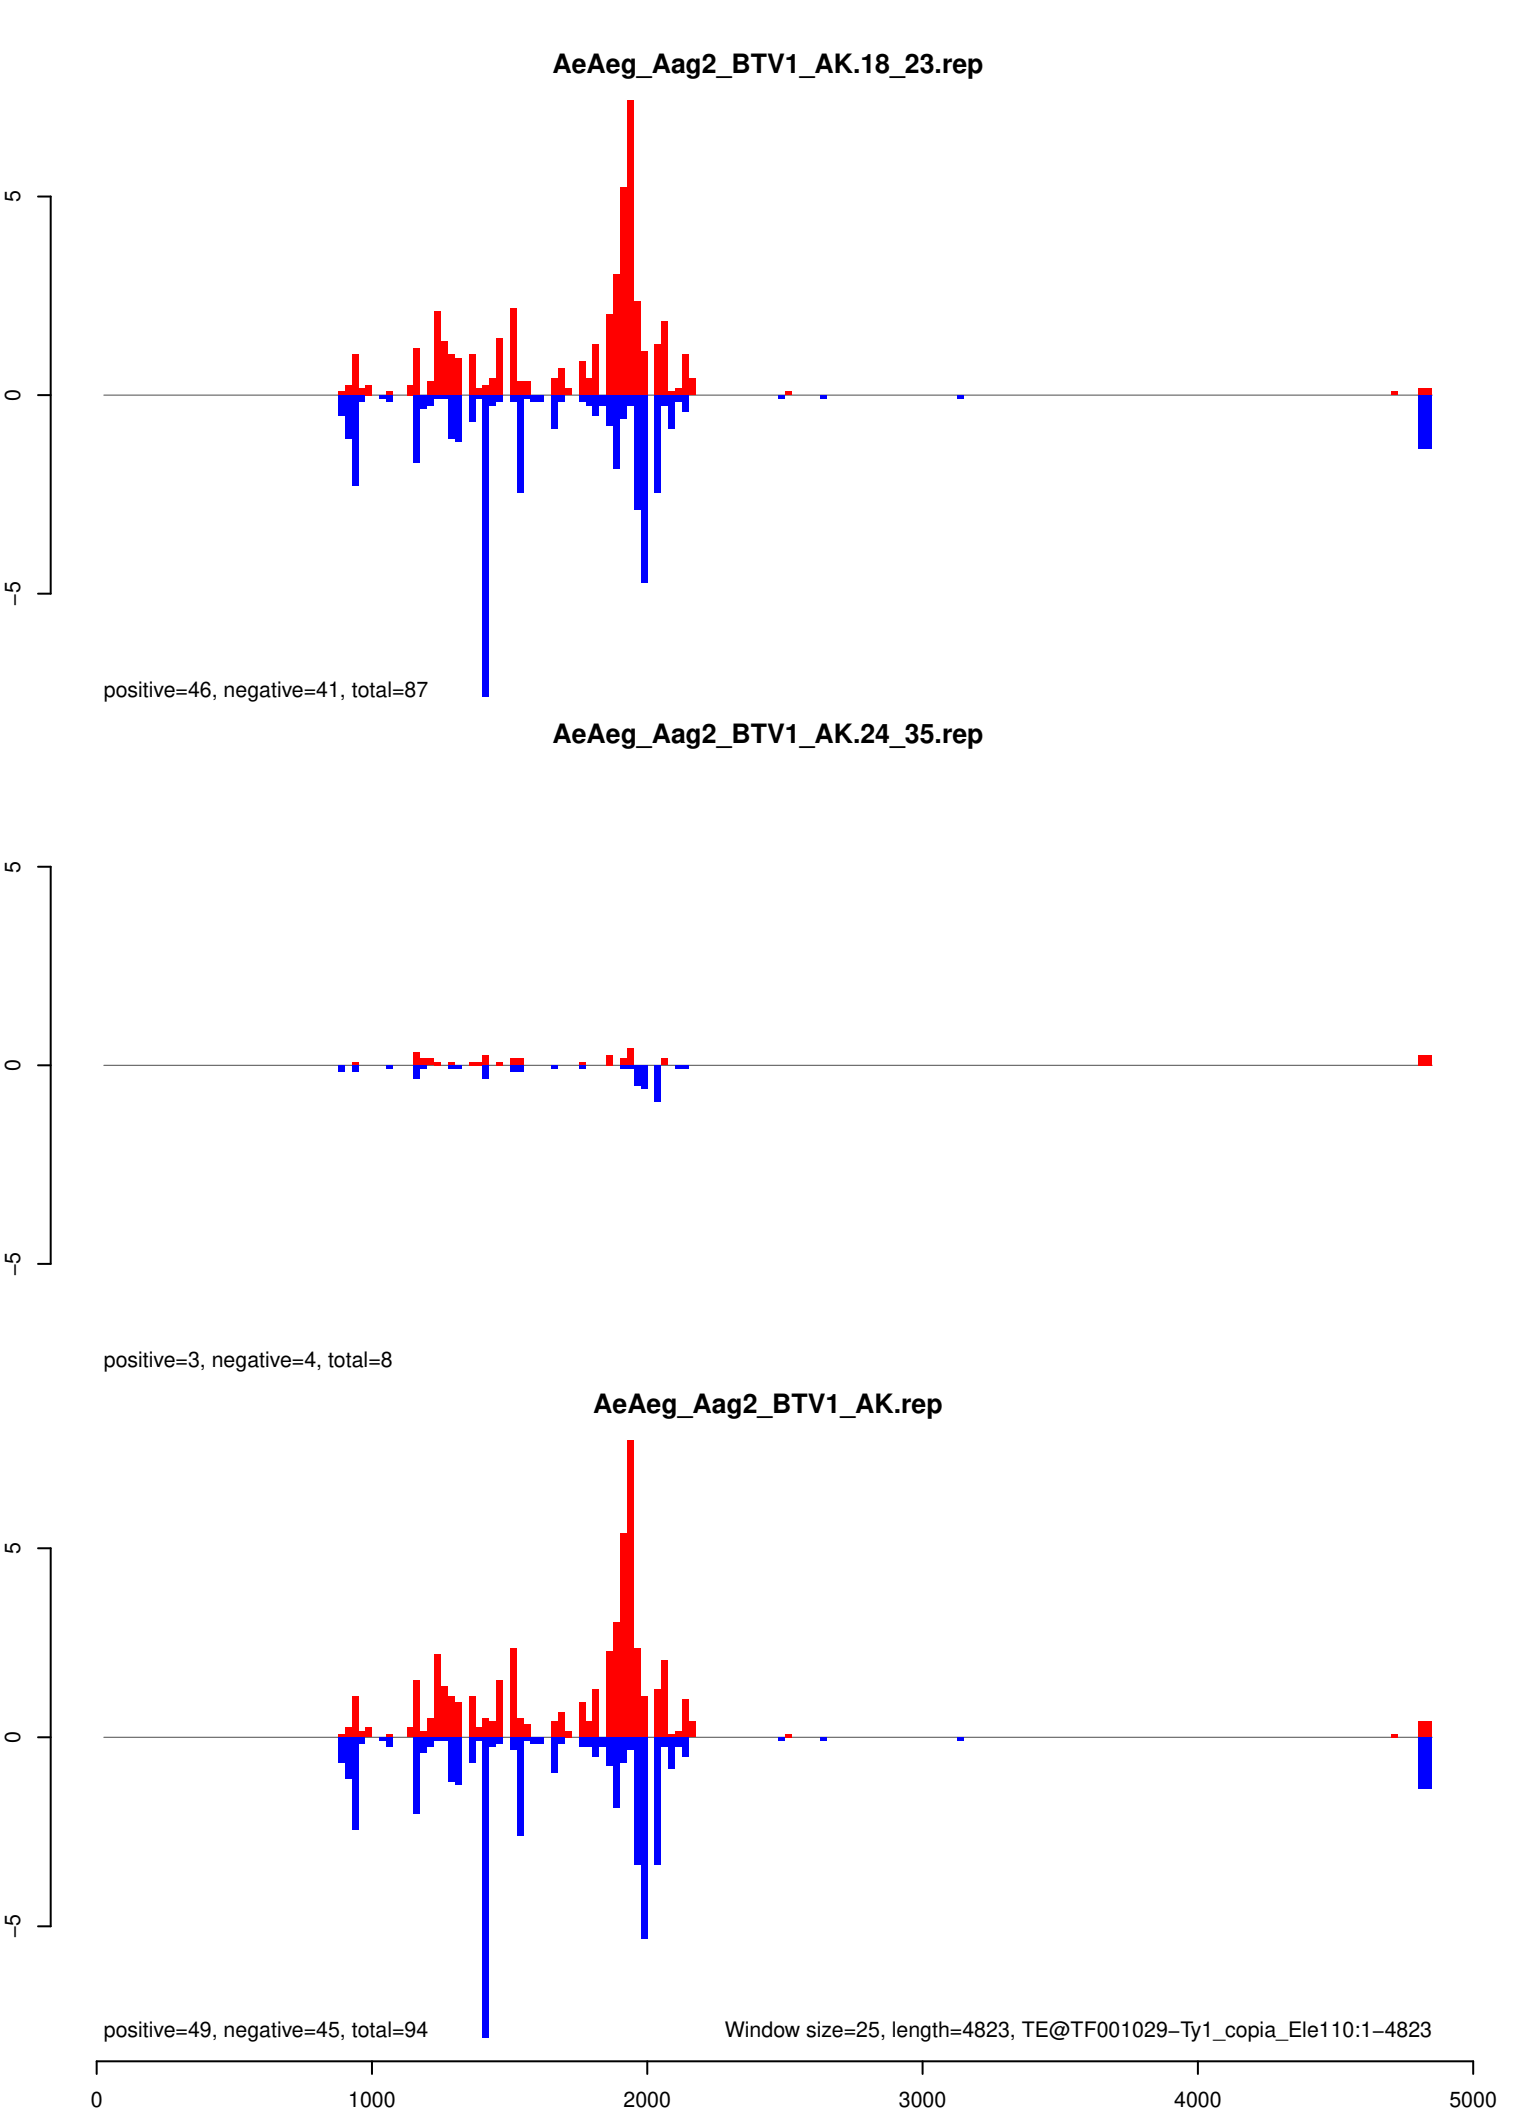 AeAeg_Aag2_BTV1_AK.18_23.rep
5
0
−5
positive=46, negative=41, total=87
AeAeg_Aag2_BTV1_AK.24_35.rep
5
0
−5
positive=3, negative=4, total=8
AeAeg_Aag2_BTV1_AK.rep
5
0
−5
positive=49, negative=45, total=94
Window size=25, length=4823, TE@TF001029−Ty1_copia_Ele110:1−4823
0 1000 2000 3000 4000 5000